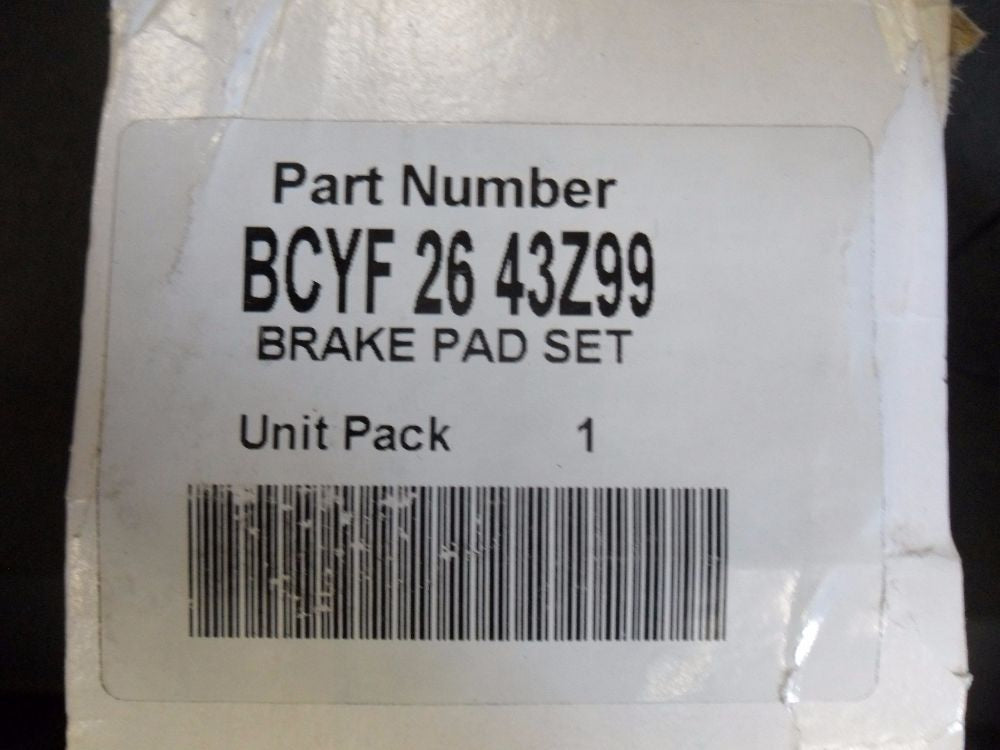 Part Number
BCYF 26 43Z99
BRAKE PAD SET
Unit Pack 1